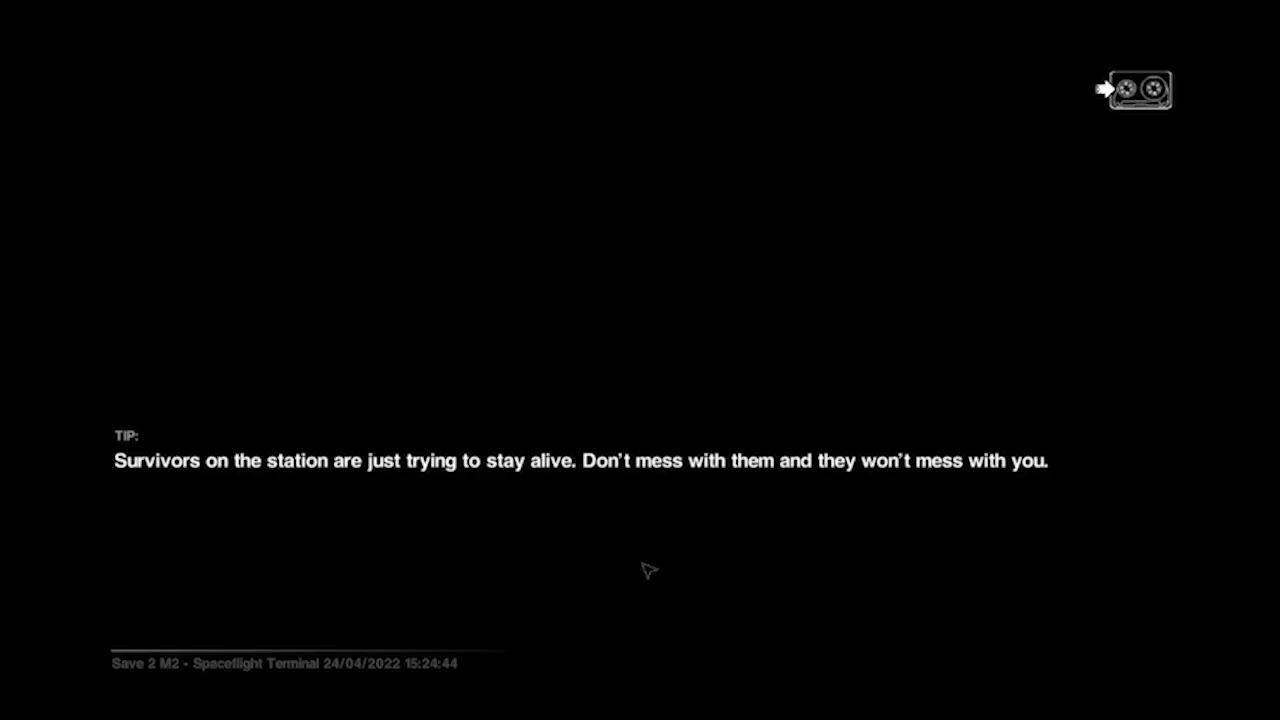 TIP:
Survivors on the station are just trying to stay alive. Don't mess with them and they won't mess with you.
Save 2 M2 - Spaceflight Terminal 24/04/2022 15:24:44